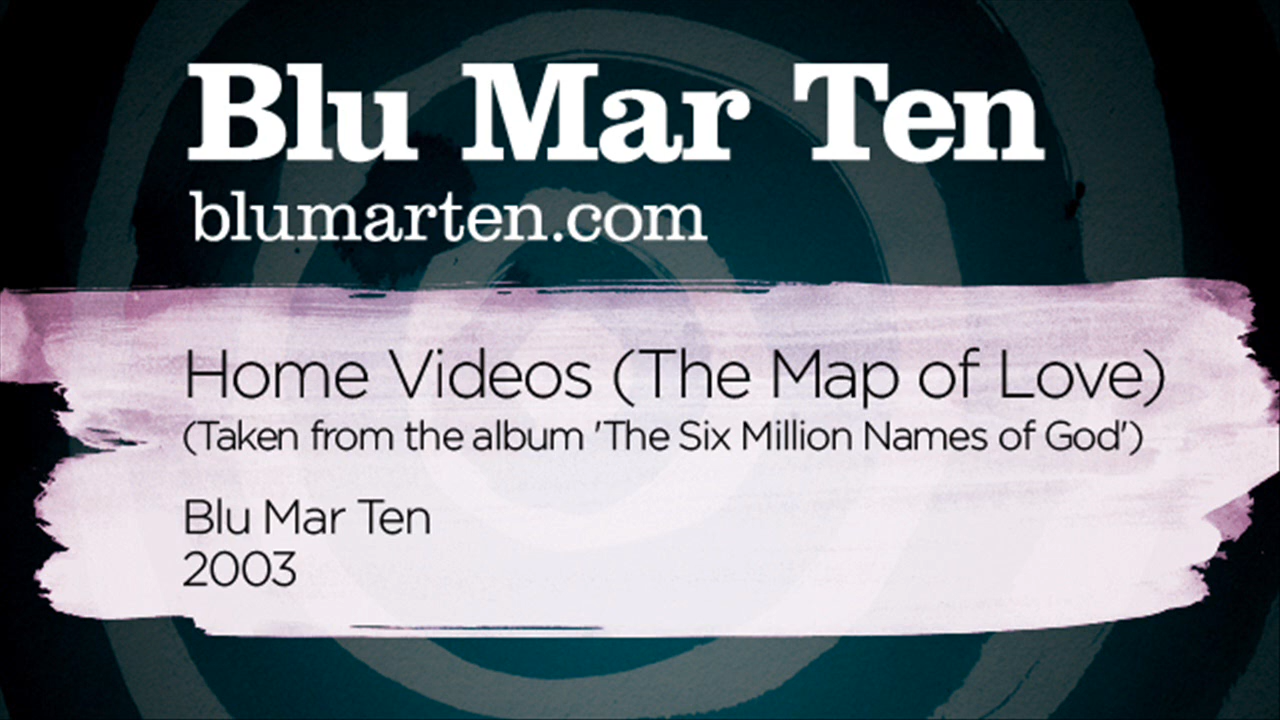 Blu Mar Ten
blumarten.com
Home Videos (The Map of Love)
(Taken from the album 'The Six Million Names of God')
Blu Mar Ten
2003